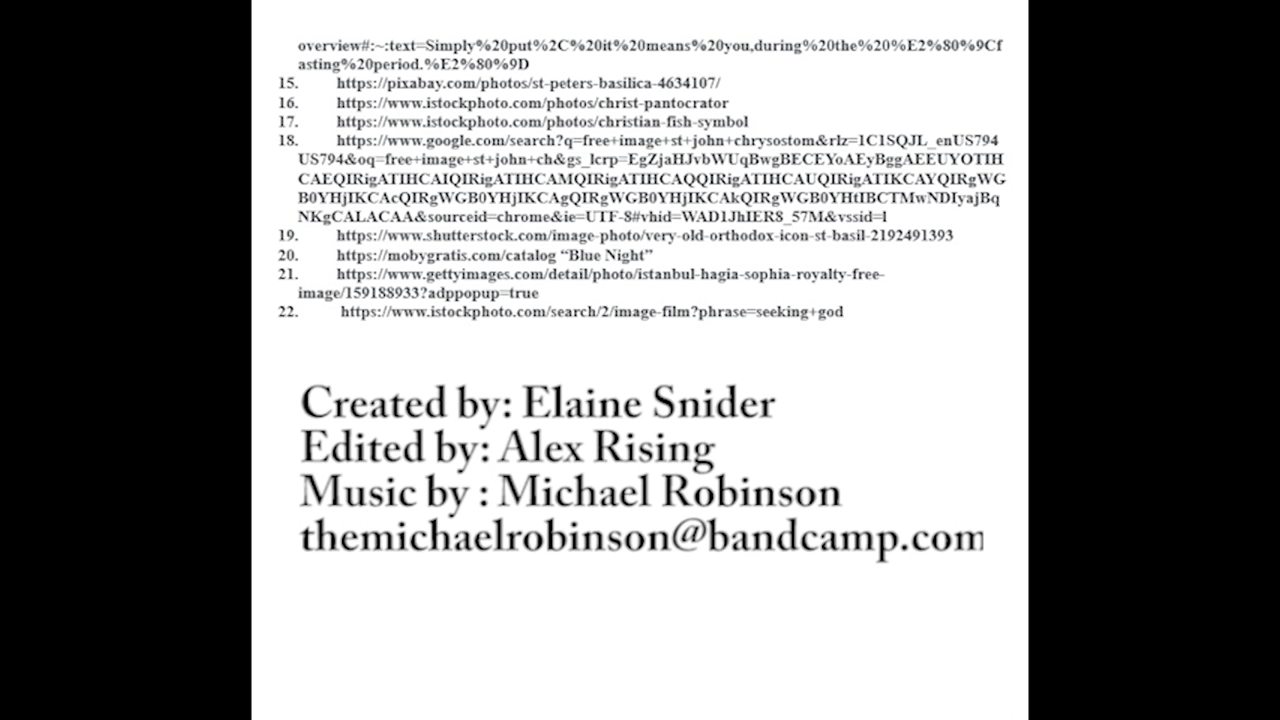 overview#:~:text=Simply%20put%2C%20it%20means%20you,during%20the%20%E2%80%9Cf
asting%20period.%E2%80%9D
15. https://pixabay.com/photos/st-peters-basilica-4634107/
16. https://www.istockphoto.com/photos/christ-pantocrator
17. https://www.istockphoto.com/photos/christian-fish-symbol
18. https://www.google.com/search?q=free+image+st+john+chrysostom&rlz=1C1SQJL_enUS794
US794&oq=free+image+st+john+ch&gs_lcrp=EgZjaHJvbWUqBwgBECEYoAEyBggAEEUYOTIH
CAEQIRigATIHCAIQIRigATIHCAMQIRigATIHCAQQIRigATIHCAUQIRigATIKCAYQIRgWG
B0YHjIKCAcQIRgWGB0YHjIKCAgQIRgWGB0YHjIKCAkQIRgWGB0YHtIBCTMwNDIyajBq
NKgCALACAA&sourceid=chrome&ie=UTF-8#vhid=WAD1JhIER8_57M&vssid=l
19. https://www.shutterstock.com/image-photo/very-old-orthodox-icon-st-basil-2192491393
20. https://mobygratis.com/catalog “Blue Night”
21. https://www.gettyimages.com/detail/photo/istanbul-hagia-sophia-royalty-free-
image/159188933?adppopup=true
22. https://www.istockphoto.com/search/2/image-film?phrase=seeking+god
Created by: Elaine Snider
Edited by: Alex Rising
Music by : Michael Robinson
themichaelrobinson@bandcamp.com